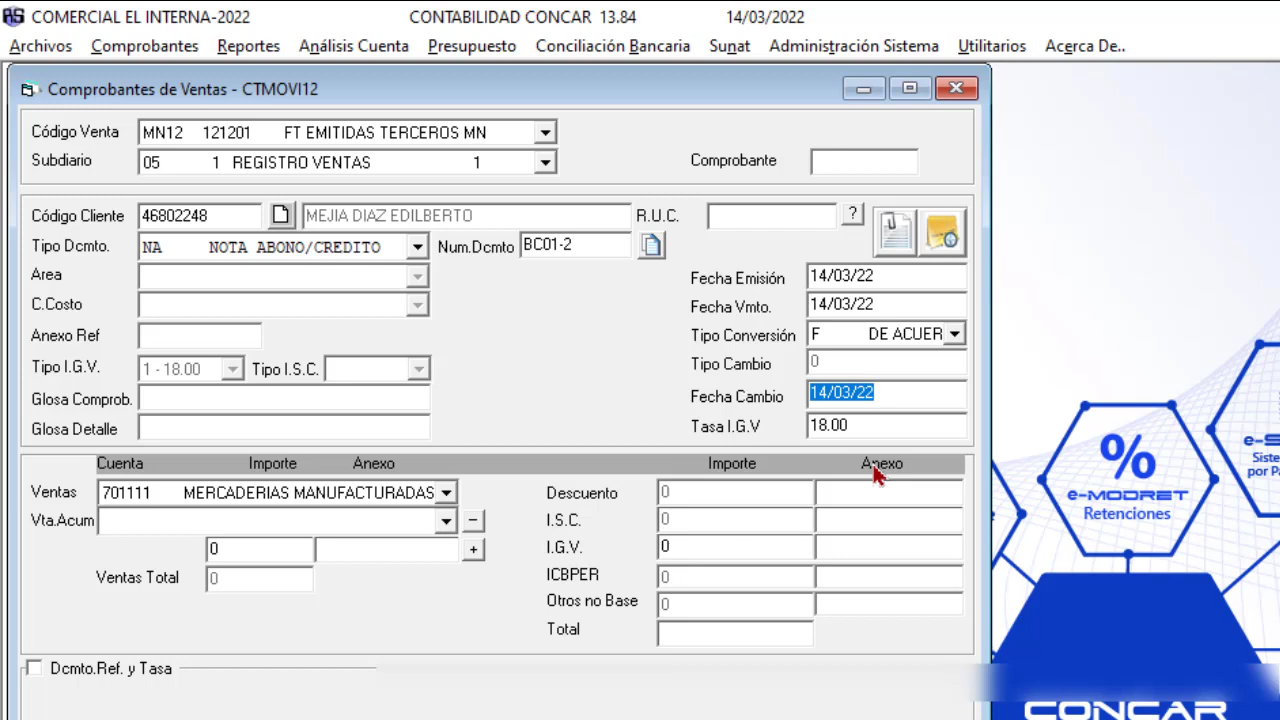 COMERCIAL EL INTERNA-2022 CONTABILIDAD CONCAR 13.84 14/03/2022
Archivos Comprobantes Reportes Análisis Cuenta Presupuesto Conciliación Bancaria Sunat Administración Sistema Utilitarios Acerca De..
Comprobantes de Ventas - CTMOVI12
Código Venta MN12 121201 FT EMITIDAS TERCEROS MN
Subdiario 05 1 REGISTRO VENTAS 1 Comprobante
Código Cliente 46802248 MEJIA DIAZ EDILBERTO R.U.C. ?
Tipo Dcmto. NA NOTA ABONO/CREDITO Num.Dcmto BC01-2
Area Fecha Emisión 14/03/22
C.Costo Fecha Vmto. 14/03/22
Anexo Ref Tipo Conversión F DE ACUER
Tipo I.G.V. 1 - 18.00 Tipo I.S.C. Tipo Cambio 0
Glosa Comprob. Fecha Cambio 14/03/22
Glosa Detalle Tasa I.G.V 18.00
Cuenta Importe Anexo Importe Anexo
Ventas 701111 MERCADERIAS MANUFACTURADAS Descuento 0
Vta.Acum - I.S.C. 0
0 + I.G.V. 0
Ventas Total 0 ICBPER 0
Otros no Base 0
Total
Dcmto.Ref. y Tasa
%
e-MODRET
Retenciones
e-S
Siste
por Pa
CONCAR